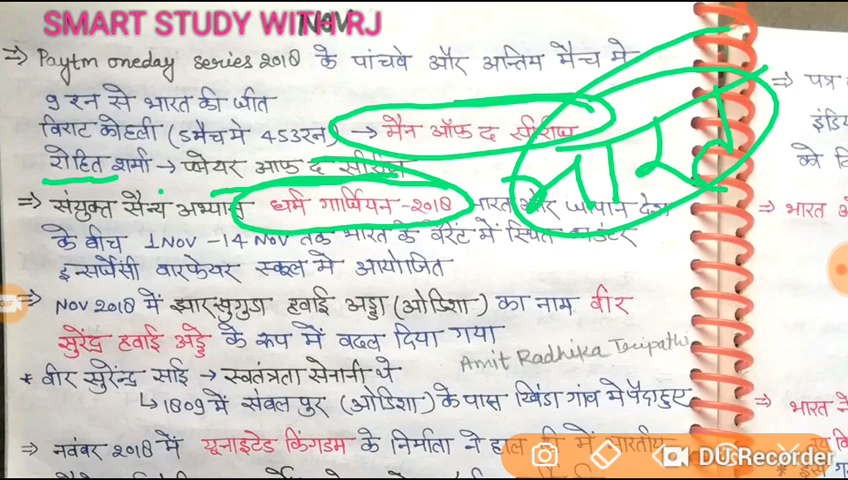 SMART STUDY WITH RJ
Nov
⇒ Paytm oneday series 2018 के पांचवे और अन्तिम मैच मे
9 रन से भारत की जीत
विराट कोहली (5 मैच मे 453 रन) → मैन ऑफ द सीरीज
रोहित शर्मा → प्लेयर आफ द सीरीज
⇒ संयुक्त सैन्य अभ्यास धर्म गार्जियन-2018 भारत और जापान देश
के बीच 1 Nov - 14 Nov तक भारत के वैरेंट में स्थित काउंटर
इन्सर्जेंसी वारफेयर स्कूल मे आयोजित
⇒ Nov 2018 में झारसुगुडा हवाई अड्डा (ओडिशा) का नाम वीर
सुरेंद्र हवाई अड्डे के रूप में बदल दिया गया
Amit Radhika Tripathi
* वीर सुरेन्द्र साई → स्वतंत्रता सेनानी थे
↳ 1809 में संबलपुर (ओडिशा) के पास खिंडा गांव मे पैदा हुए
⇒ नवंबर 2018 में यूनाइटेड किंगडम के निर्माता ने हाल ही में भारतीय
⇒ पत्र
इंडिय
को
⇒ भारत
⇒ भारत ने
DU Recorder